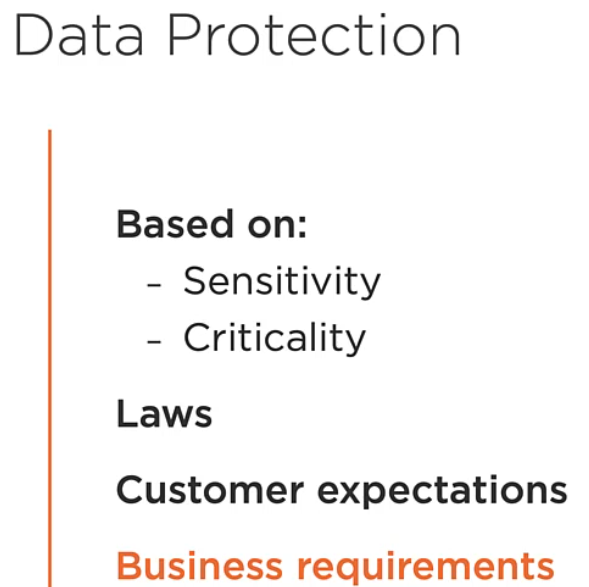 Data Protection
Based on:
- Sensitivity
- Criticality
Laws
Customer expectations
Business requirements